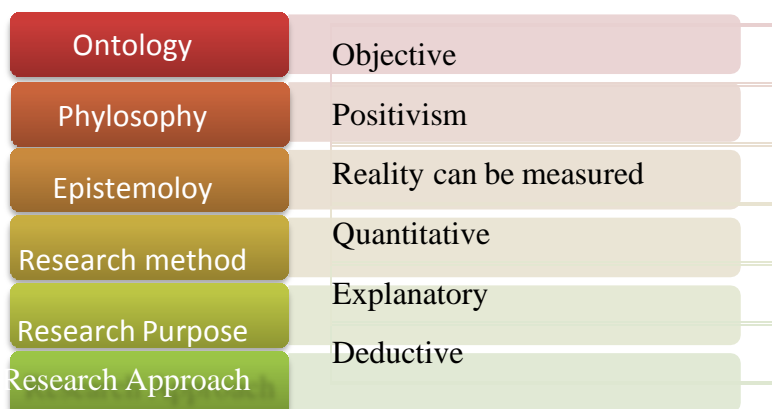 Ontology
Objective
Phylosophy
Positivism
Epistemoloy
Reality can be measured
Research method
Quantitative
Research Purpose
Explanatory
Research Approach
Deductive